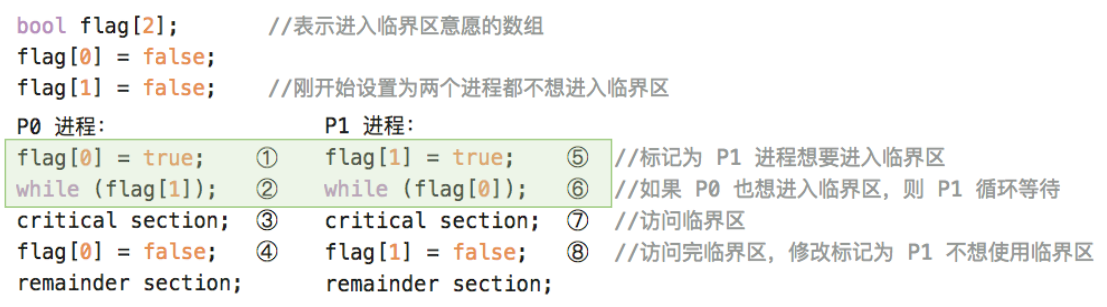 bool flag[2]; //表示进入临界区意愿的数组
flag[0] = false;
flag[1] = false; //刚开始设置为两个进程都不想进入临界区
P0 进程: P1 进程:
flag[0] = true; ① flag[1] = true; ⑤ //标记为 P1 进程想要进入临界区
while (flag[1]); ② while (flag[0]); ⑥ //如果 P0 也想进入临界区，则 P1 循环等待
critical section; ③ critical section; ⑦ //访问临界区
flag[0] = false; ④ flag[1] = false; ⑧ //访问完临界区，修改标记为 P1 不想使用临界区
remainder section; remainder section;